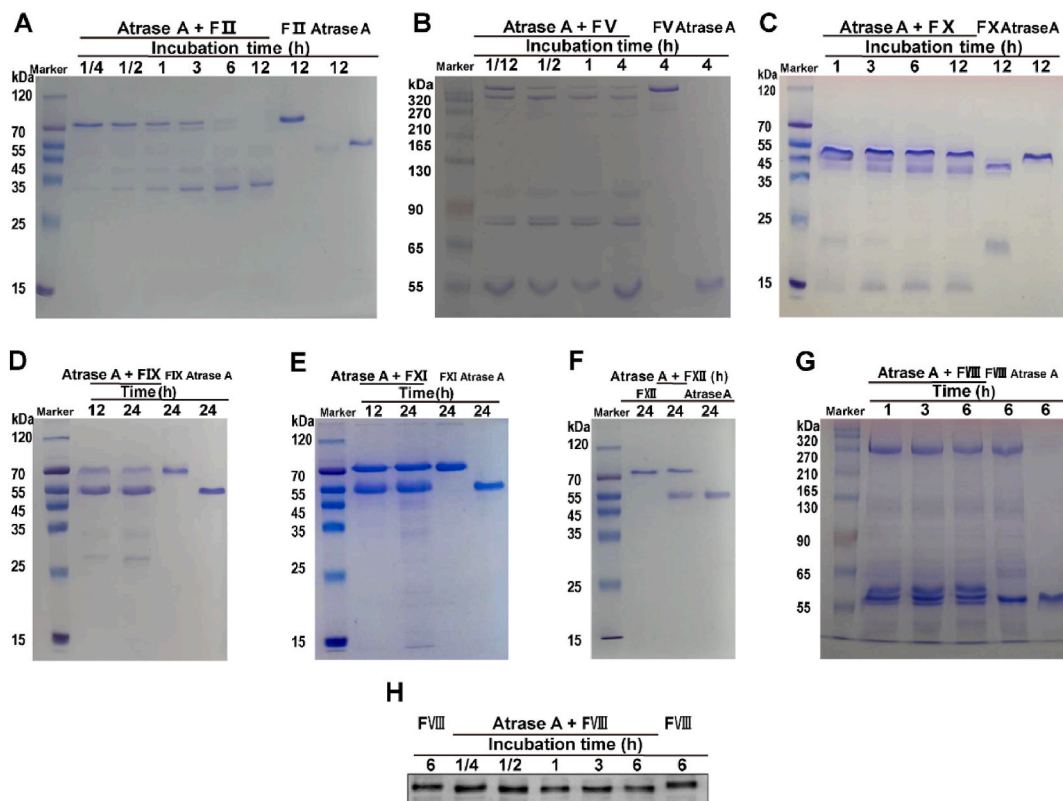 A
Atrase A + FII FII Atrase A
Incubation time (h)
kDa Marker 1/4 1/2 1 3 6 12 12 12
120
70
55
45
35
25
15
B
Atrase A + FV FV Atrase A
Incubation time (h)
kDa 1/12 1/2 1 4 4 4
320
270
210
165
130
90
65
55
C
Atrase A + FX FX Atrase A
Incubation time (h)
kDa Marker 1 3 6 12 12 12
120
70
55
45
35
25
15
D
Atrase A + FIX FIX Atrase A
Time (h)
kDa Marker 12 24 24 24
120
70
55
45
35
25
15
E
Atrase A + FXI FXI Atrase A
Time(h)
kDa Marker 12 24 24 24
120
70
55
45
35
25
15
F
Atrase A + FXII (h)
FXII Atrase A
kDa Marker 24 24 24
120
70
55
45
35
25
15
G
Atrase A + FVIII FVIII Atrase A
Time (h)
kDa Marker 1 3 6 6 6
320
270
210
165
130
90
65
55
H
FVIII Atrase A + FVIII FVIII
Incubation time (h)
6 1/4 1/2 1 3 6 6